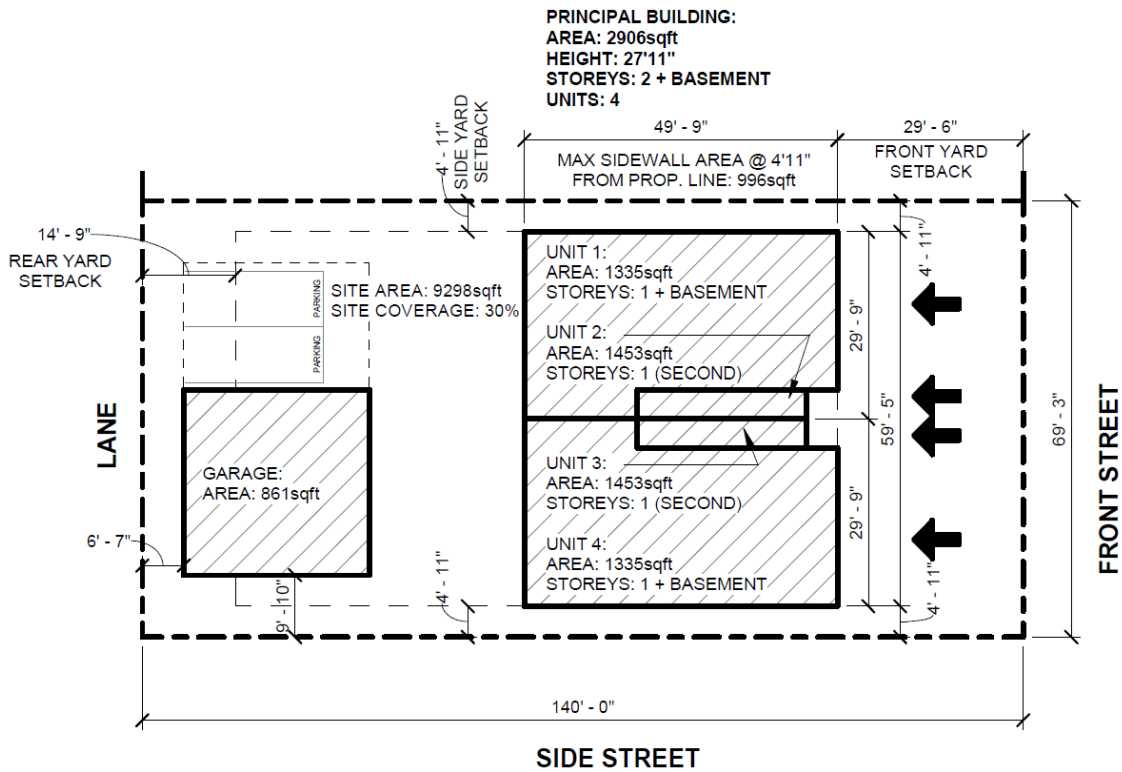 PRINCIPAL BUILDING:
AREA: 2906sqft
HEIGHT: 27'11"
STOREYS: 2 + BASEMENT
UNITS: 4
4' - 11"
SIDE YARD
SETBACK
49' - 9"
29' - 6"
MAX SIDEWALL AREA @ 4'11"
FROM PROP. LINE: 996sqft
FRONT YARD
SETBACK
14' - 9"
REAR YARD
SETBACK
PARKING
PARKING
SITE AREA: 9298sqft
SITE COVERAGE: 30%
UNIT 1:
AREA: 1335sqft
STOREYS: 1 + BASEMENT
UNIT 2:
AREA: 1453sqft
STOREYS: 1 (SECOND)
UNIT 3:
AREA: 1453sqft
STOREYS: 1 (SECOND)
UNIT 4:
AREA: 1335sqft
STOREYS: 1 + BASEMENT
4' - 11"
29' - 9"
59' - 5"
29' - 9"
4' - 11"
69' - 3"
FRONT STREET
LANE
GARAGE:
AREA: 861sqft
6' - 7"
9' - 10"
4' - 11"
140' - 0"
SIDE STREET